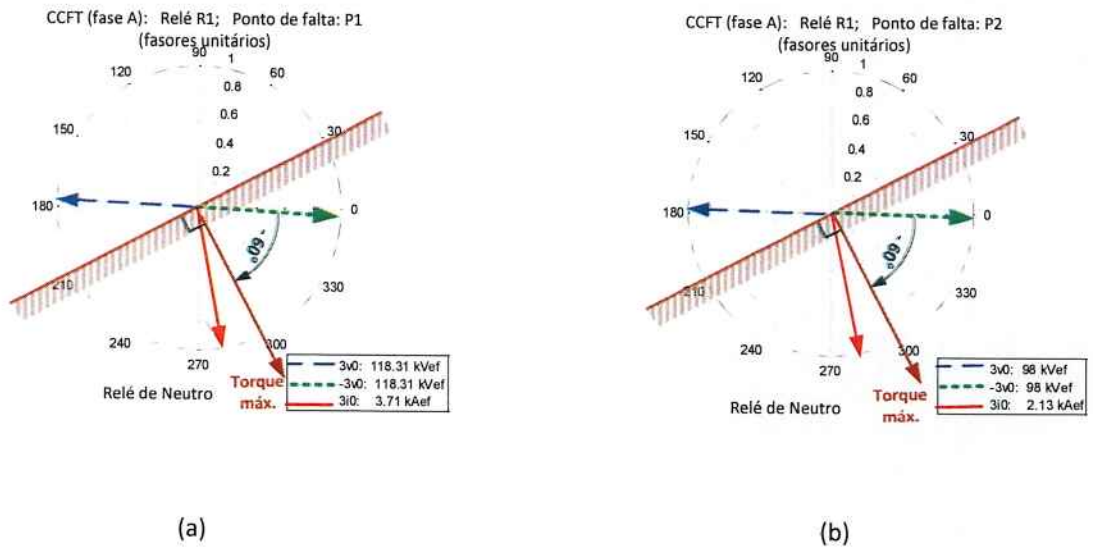 CCFT (fase A): Relé R1; Ponto de falta: P1
(fasores unitários)
90
1
120
60
0.8
0.6
150
30
0.4
0.2
180
0
60º
210
330
240
300
270
Relé de Neutro
Torque
máx.
3v0: 118.31 kVef
-3v0: 118.31 kVef
3i0: 3.71 kAef
(a)
CCFT (fase A): Relé R1; Ponto de falta: P2
(fasores unitários)
90
1
120
60
0.8
0.6
150
30
0.4
0.2
180
0
60º
210
330
240
300
270
Relé de Neutro
Torque
máx.
3v0: 98 kVef
-3v0: 98 kVef
3i0: 2.13 kAef
(b)